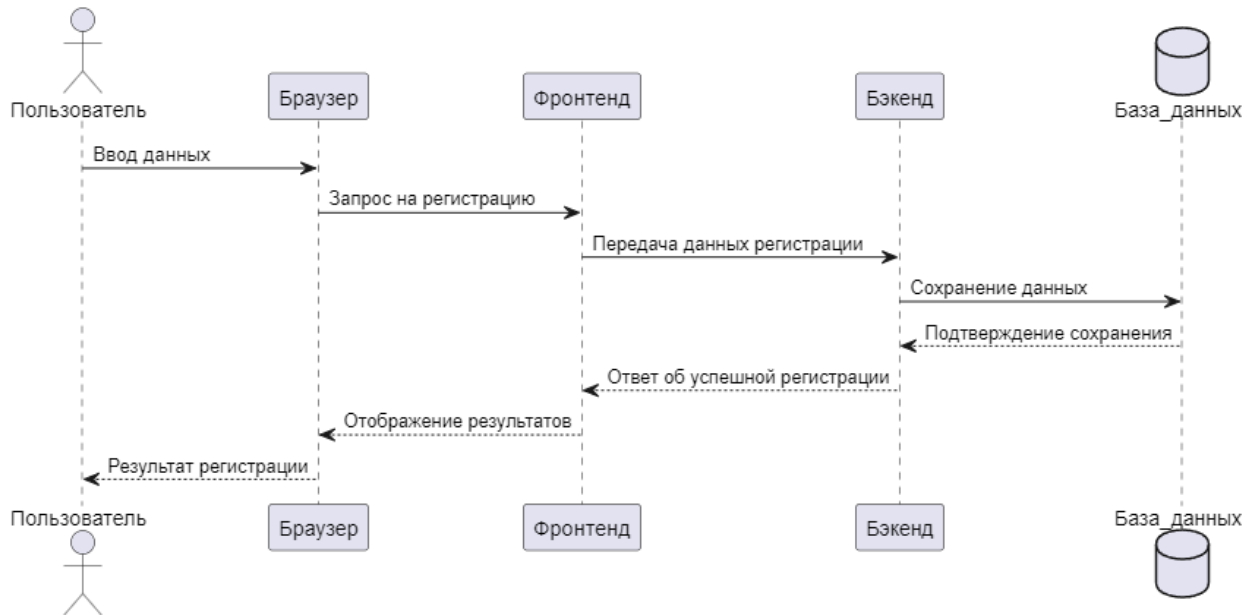 Пользователь
Браузер
Фронтенд
Бэкенд
База_данных
Ввод данных
Запрос на регистрацию
Передача данных регистрации
Сохранение данных
Подтверждение сохранения
Ответ об успешной регистрации
Отображение результатов
Результат регистрации
Пользователь
Браузер
Фронтенд
Бэкенд
База_данных